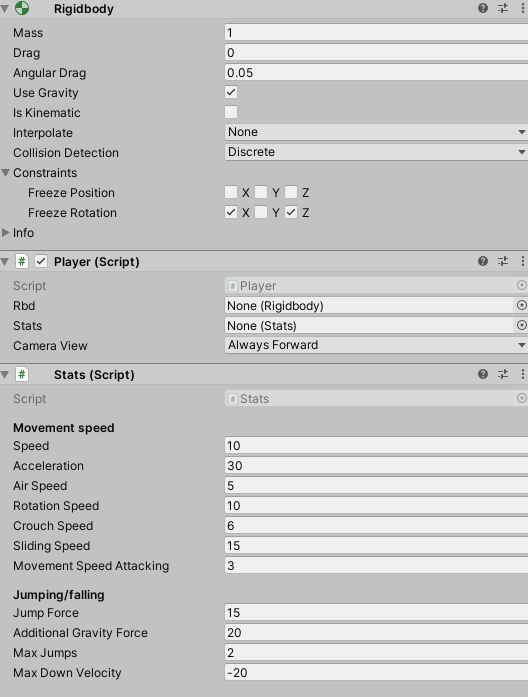 Rigidbody
Mass 1
Drag 0
Angular Drag 0.05
Use Gravity
Is Kinematic
Interpolate None
Collision Detection Discrete
Constraints
Freeze Position X Y Z
Freeze Rotation X Y Z
Info
# Player (Script)
Script # Player
Rbd None (Rigidbody)
Stats None (Stats)
Camera View Always Forward
# Stats (Script)
Script # Stats
Movement speed
Speed 10
Acceleration 30
Air Speed 5
Rotation Speed 10
Crouch Speed 6
Sliding Speed 15
Movement Speed Attacking 3
Jumping/falling
Jump Force 15
Additional Gravity Force 20
Max Jumps 2
Max Down Velocity -20